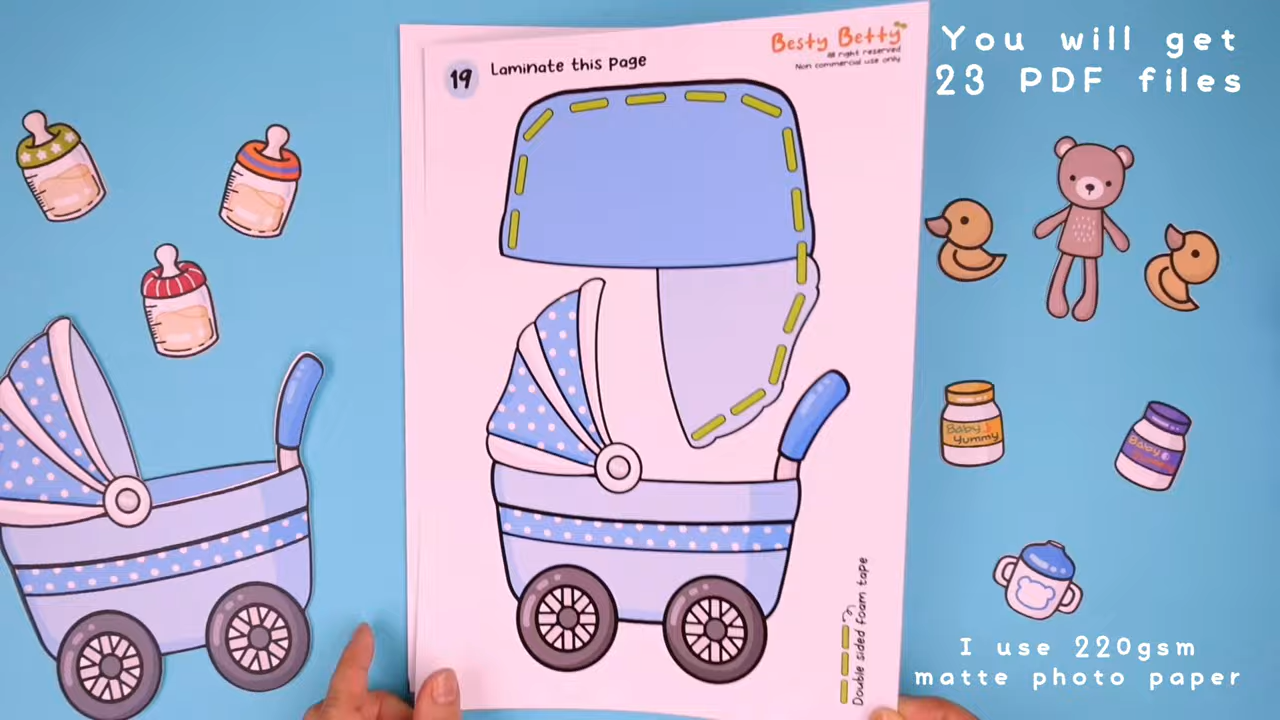 You will get
23 PDF files
Besty Betty
All right reserved
Non commercial use only
19
Laminate this page
Baby
Yummy
Baby
Double sided foam tape
I use 220gsm
matte photo paper